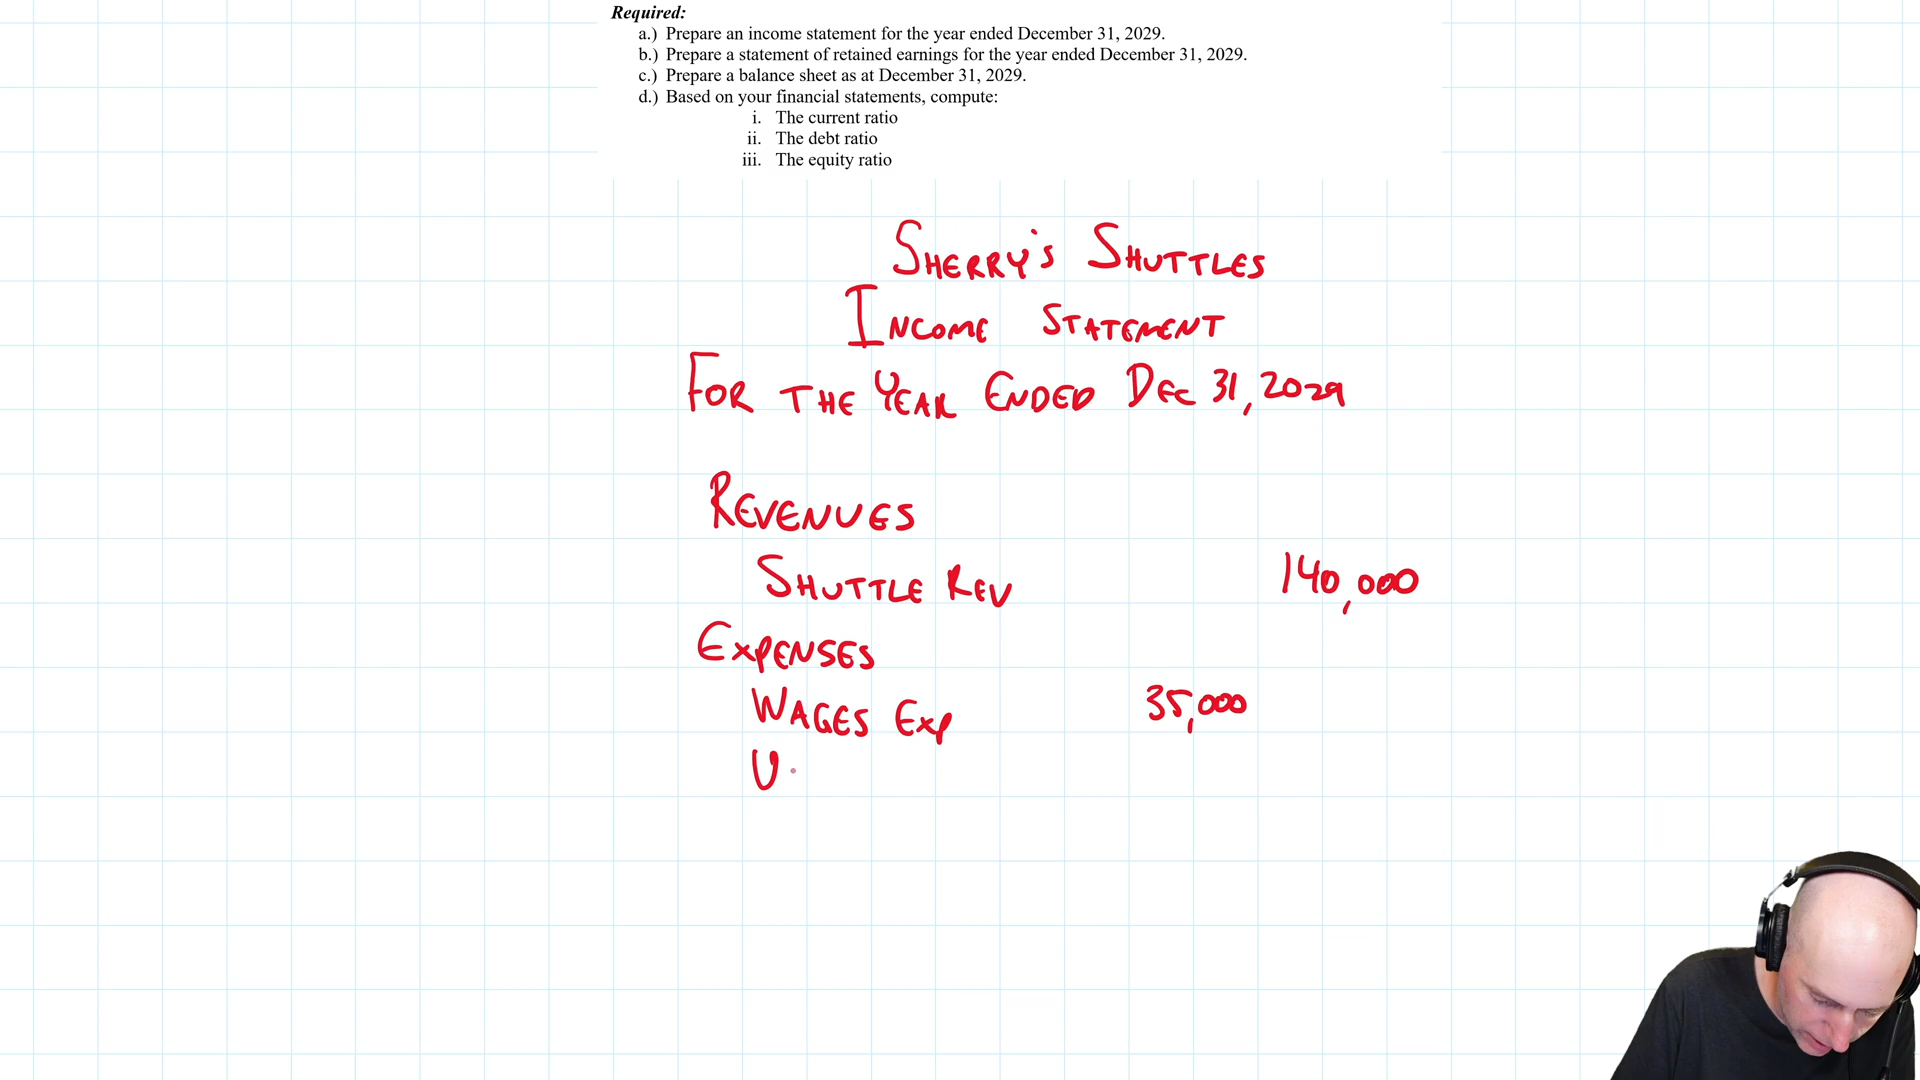 Required:
a.) Prepare an income statement for the year ended December 31, 2029.
b.) Prepare a statement of retained earnings for the year ended December 31, 2029.
c.) Prepare a balance sheet as at December 31, 2029.
d.) Based on your financial statements, compute:
i. The current ratio
ii. The debt ratio
iii. The equity ratio
SHERRY'S SHUTTLES
INCOME STATEMENT
FOR THE YEAR ENDED DEC 31, 2029
REVENUES
SHUTTLE REV 140,000
EXPENSES
WAGES EXP 35,000
U